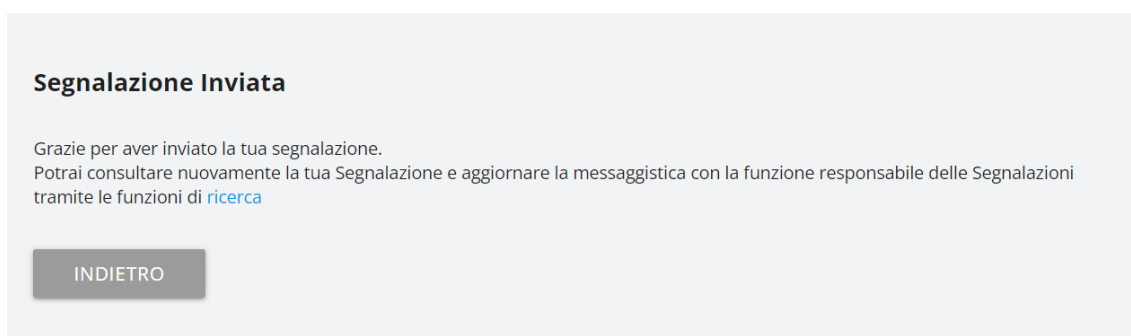 Segnalazione Inviata
Grazie per aver inviato la tua segnalazione.
Potrai consultare nuovamente la tua Segnalazione e aggiornare la messaggistica con la funzione responsabile delle Segnalazioni
tramite le funzioni di ricerca
INDIETRO